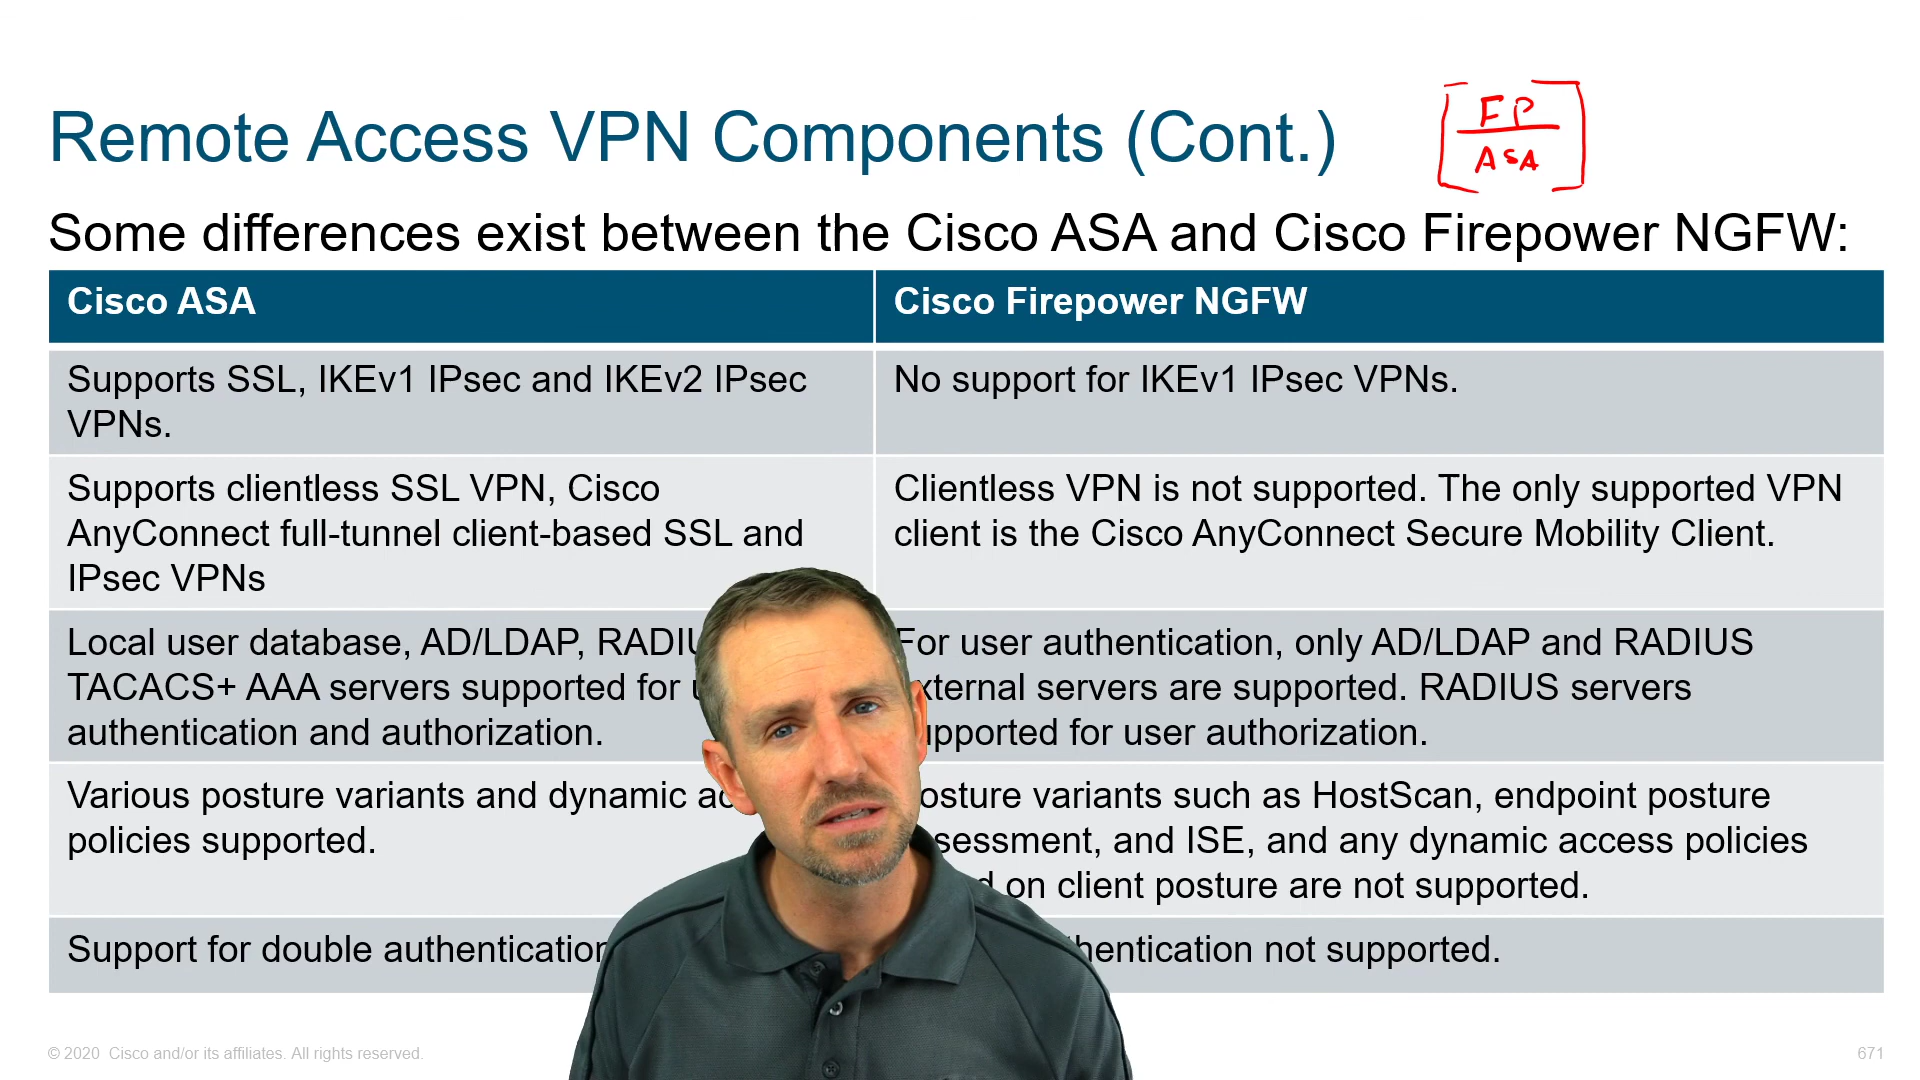 Remote Access VPN Components (Cont.)
FP
ASA
Some differences exist between the Cisco ASA and Cisco Firepower NGFW:
Cisco ASA
Cisco Firepower NGFW
Supports SSL, IKEv1 IPsec and IKEv2 IPsec
VPNs.
No support for IKEv1 IPsec VPNs.
Supports clientless SSL VPN, Cisco
AnyConnect full-tunnel client-based SSL and
IPsec VPNs
Clientless VPN is not supported. The only supported VPN
client is the Cisco AnyConnect Secure Mobility Client.
Local user database, AD/LDAP,
TACACS+ AAA servers supported for
authentication and authorization.
For user authentication, only AD/LDAP and RADIUS
external servers are supported. RADIUS servers
supported for user authorization.
Various posture variants and dynamic
policies supported.
posture variants such as HostScan, endpoint posture
and ISE, and any dynamic access policies
on client posture are not supported.
Support for double authentication
not supported.
© 2020 Cisco and/or its affiliates. All rights reserved.
671